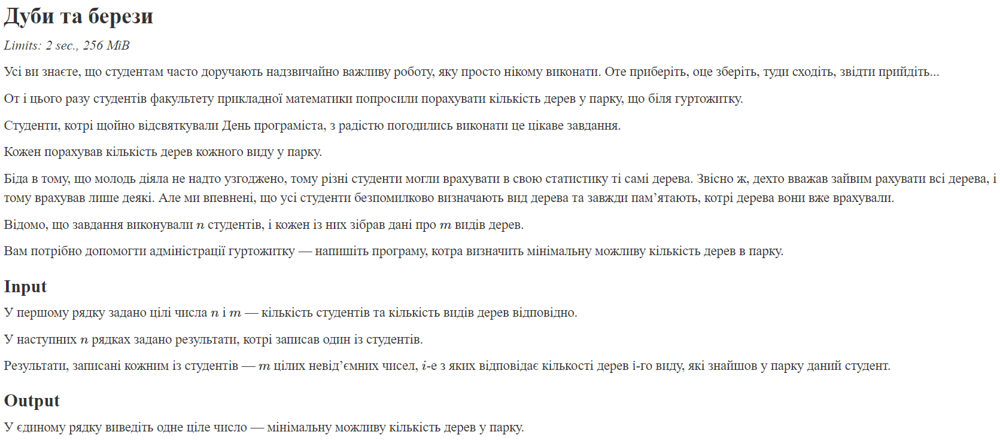 Дуби та берези
Limits: 2 sec., 256 MiB
Усі ви знаєте, що студентам часто доручають надзвичайно важливу роботу, яку просто нікому виконати. Оте приберіть, оце зберіть, туди сходіть, звідти прийдіть...
От і цього разу студентів факультету прикладної математики попросили порахувати кількість дерев у парку, що біля гуртожитку.
Студенти, котрі щойно відсвяткували День програміста, з радістю погодились виконати це цікаве завдання.
Кожен порахував кількість дерев кожного виду у парку.
Біда в тому, що молодь діяла не надто узгоджено, тому різні студенти могли врахувати в свою статистику ті самі дерева. Звісно ж, дехто вважав зайвим рахувати всі дерева, і
тому врахував лише деякі. Але ми впевнені, що усі студенти безпомилково визначають вид дерева та завжди пам’ятають, котрі дерева вони вже врахували.
Відомо, що завдання виконували n студентів, і кожен із них зібрав дані про m видів дерев.
Вам потрібно допомогти адміністрації гуртожитку — напишіть програму, котра визначить мінімальну можливу кількість дерев в парку.
Input
У першому рядку задано цілі числа n і m — кількість студентів та кількість видів дерев відповідно.
У наступних n рядках задано результати, котрі записав один із студентів.
Результати, записані кожним із студентів — m цілих невід’ємних чисел, i-е з яких відповідає кількості дерев і-го виду, які знайшов у парку даний студент.
Output
У єдиному рядку виведіть одне ціле число — мінімальну можливу кількість дерев у парку.